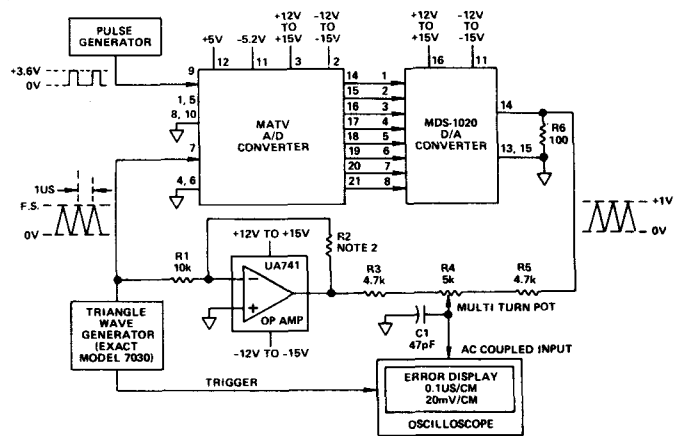 PULSE
GENERATOR
+3.6V
0V
+5V
-5.2V
+12V
TO
+15V
-12V
TO
-15V
+12V
TO
+15V
-12V
TO
-15V
12
11
3
2
16
11
9
1, 5
8, 10
7
4, 6
MATV
A/D
CONVERTER
14
15
16
17
18
19
20
21
1
2
3
4
5
6
7
8
MDS-1020
D/A
CONVERTER
14
13, 15
R6
100
1US
F.S.
0V
+1V
0V
+12V TO +15V
R2
NOTE 2
R1
10k
UA741
-
+
OP AMP
-12V TO -15V
R3
4.7k
R4
5k
R5
4.7k
MULTI TURN POT
C1
47pF
AC COUPLED INPUT
TRIANGLE
WAVE
GENERATOR
(EXACT
MODEL 7030)
TRIGGER
ERROR DISPLAY
0.1US/CM
20mV/CM
OSCILLOSCOPE